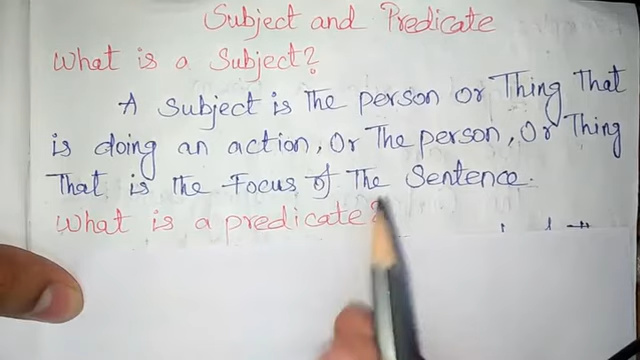 Subject and Predicate
What is a Subject?
A Subject is The person or Thing That
is doing an action, Or The person, Or Thing
That is the Focus of The Sentence.
What is a predicate?